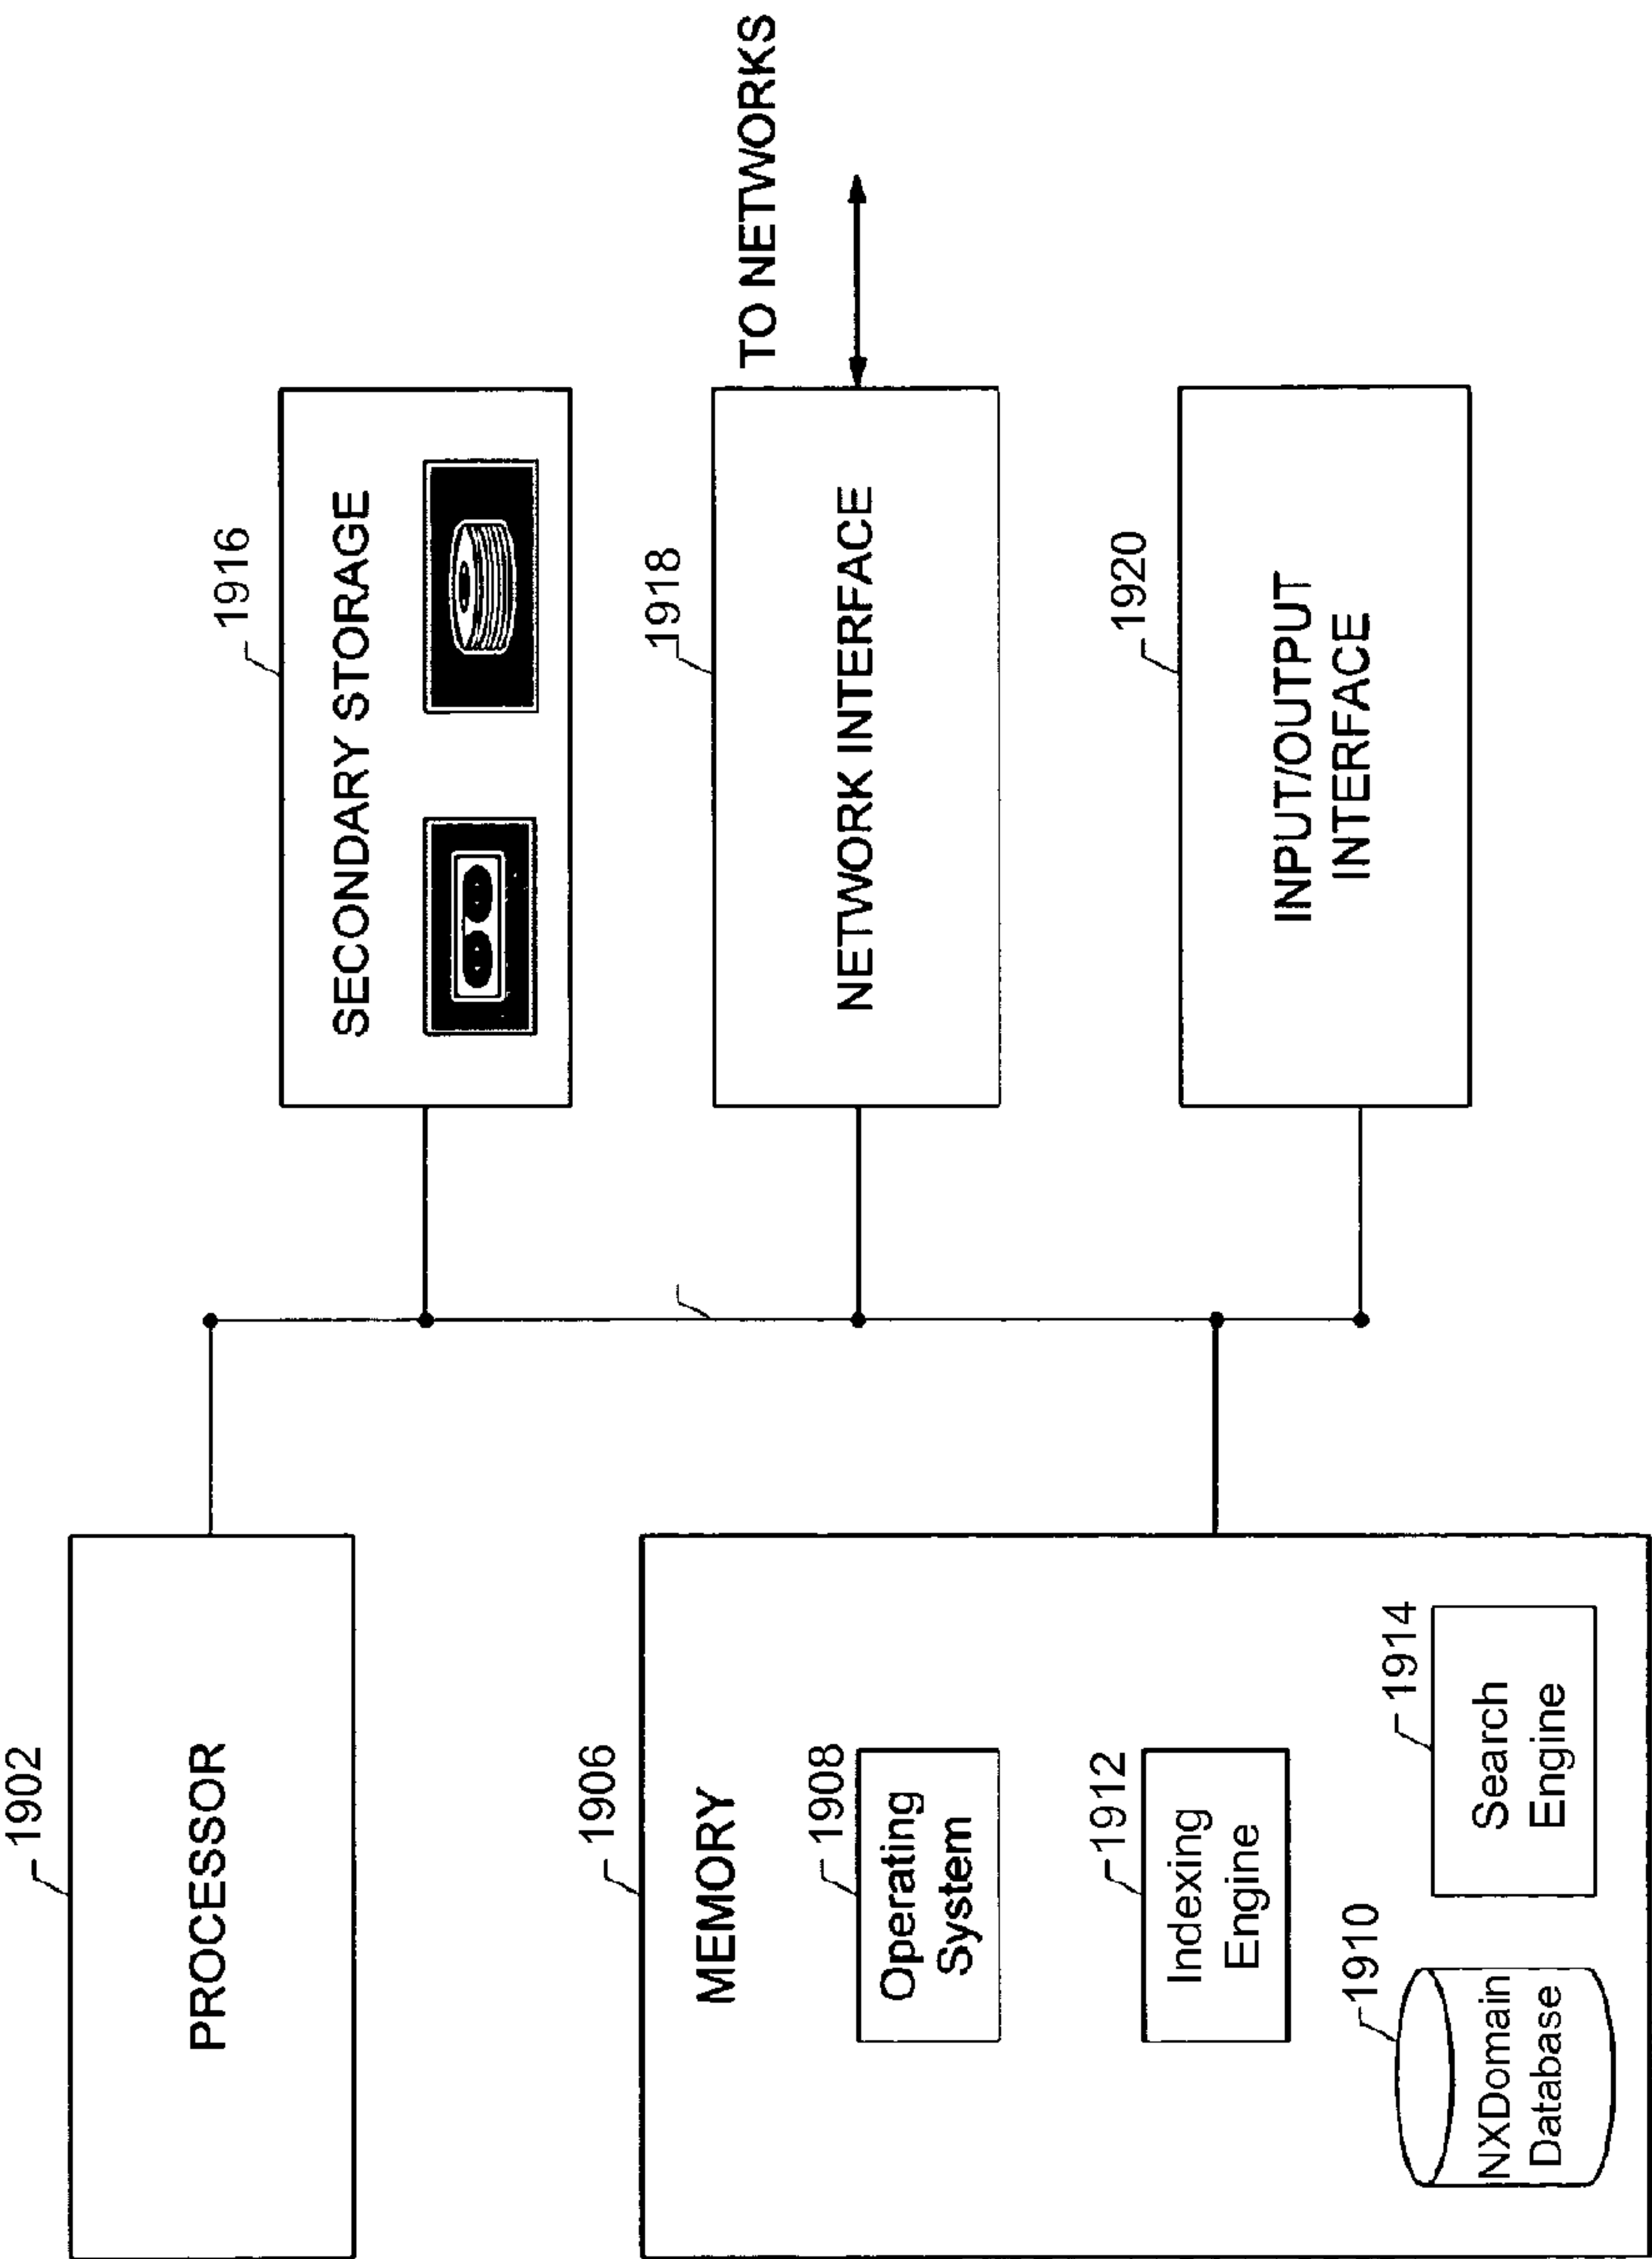 1902
PROCESSOR
1906
MEMORY
1908
Operating
System
1912
Indexing
Engine
1910
NXDomain
Database
1914
Search
Engine
1916
SECONDARY STORAGE
1918
NETWORK INTERFACE
TO NETWORKS
1920
INPUT/OUTPUT
INTERFACE